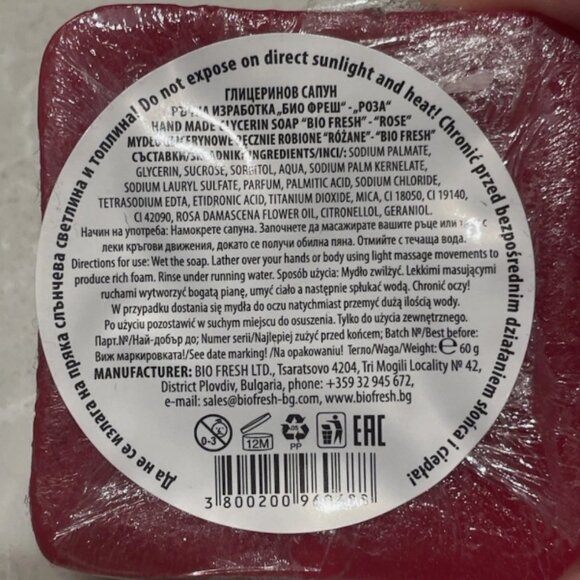 Да не се излага на пряка слънчева светлина и топлина! Do not expose on direct sunlight and heat! Chronić przed bezpośrednim działaniem słońca i ciepła!
ГЛИЦЕРИНОВ САПУН
ИЗРАБОТКА „БИО ФРЕШ“ - „РОЗА“
HAND MADE GLYCERIN SOAP "BIO FRESH" - "ROSE"
MYDŁO RĘCZNIE ROBIONE "RÓŻANE"-"BIO FRESH"
СЪСТАВКИ/SKŁADNIKI/INGREDIENTS/INCI/: SODIUM PALMATE,
GLYCERIN, SUCROSE, SORBITOL, AQUA, SODIUM PALM KERNELATE,
SODIUM LAURYL SULFATE, PARFUM, PALMITIC ACID, SODIUM CHLORIDE,
TETRASODIUM EDTA, ETIDRONIC ACID, TITANIUM DIOXIDE, MICA, CI 18050, CI 19140,
CI 42090, ROSA DAMASCENA FLOWER OIL, CITRONELLOL, GERANIOL.
Начин на употреба: Намокрете сапуна. Започнете да масажирате вашите ръце или с
леки кръгови движения, докато се получи обилна пяна. Отмийте с течаща вода.
Directions for use: Wet the soap. Lather over your hands or body using light massage movements to
produce rich foam. Rinse under running water. Sposób użycia: Mydło zwilżyć. Lekkimi masującymi
ruchami wytworzyć bogatą pianę, umyć ciało a następnie spłukać wodą. Chronić oczy!
W przypadku dostania się mydła do oczu natychmiast przemyć dużą ilością wody.
Po użyciu pozostawić w suchym miejscu do osuszenia. Tylko do użycia zewnętrznego.
Парт.№/Най-добър до; Numer serii/Najlepiej zużyć przed końcem; Batch №/Best before:
Виж маркировката!/See date marking! /Na opakowaniu! Тегло/Waga/Weight: ℮ 60 g
MANUFACTURER: BIO FRESH LTD., Tsaratsovo 4204, Tri Mogili Locality № 42,
District Plovdiv, Bulgaria, phone: +359 32 945 672,
e-mail: sales@biofresh-bg.com, www.biofresh.bg
0-3 12M 05 PP EAC
3 800200 96